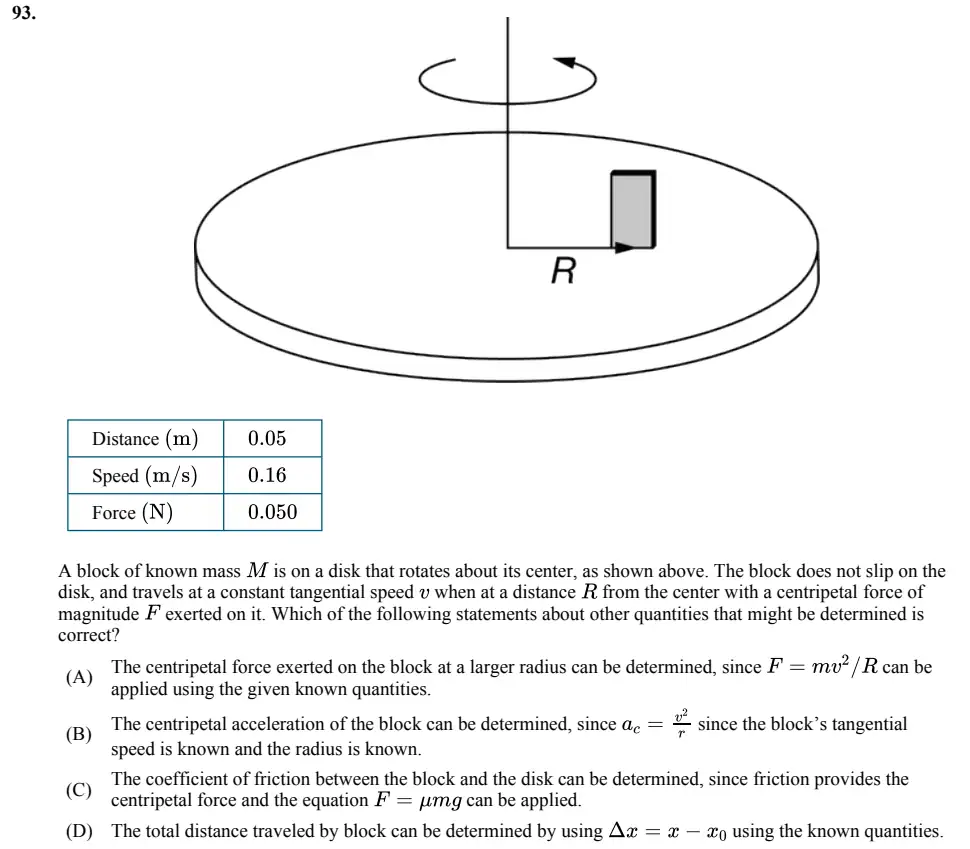 93.
R
Distance (m) 0.05
Speed (m/s) 0.16
Force (N) 0.050
A block of known mass M is on a disk that rotates about its center, as shown above. The block does not slip on the
disk, and travels at a constant tangential speed v when at a distance R from the center with a centripetal force of
magnitude F exerted on it. Which of the following statements about other quantities that might be determined is
correct?
(A) The centripetal force exerted on the block at a larger radius can be determined, since F = mv²/R can be
applied using the given known quantities.
(B) The centripetal acceleration of the block can be determined, since a_c = v²/r since the block’s tangential
speed is known and the radius is known.
(C) The coefficient of friction between the block and the disk can be determined, since friction provides the
centripetal force and the equation F = μmg can be applied.
(D) The total distance traveled by block can be determined by using Δx = x − x₀ using the known quantities.